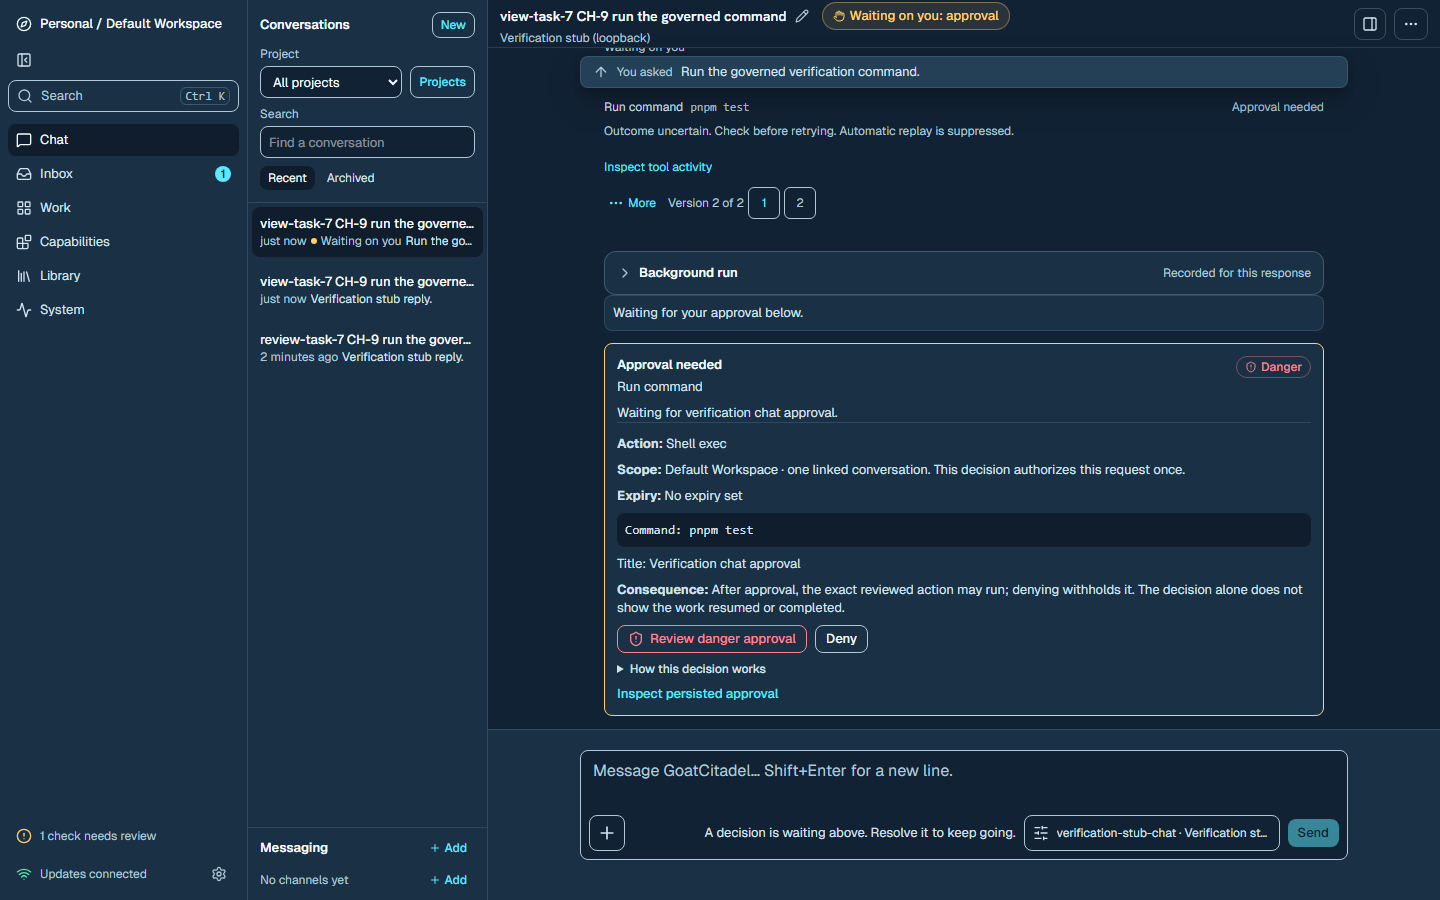 Personal / Default Workspace
Search Ctrl K
Chat
Inbox 1
Work
Capabilities
Library
System
1 check needs review
Updates connected
Conversations New
Project
All projects Projects
Search
Find a conversation
Recent Archived
view-task-7 CH-9 run the governe...
just now Waiting on you Run the go...
view-task-7 CH-9 run the governe...
just now Verification stub reply.
review-task-7 CH-9 run the gover...
2 minutes ago Verification stub reply.
Messaging + Add
No channels yet + Add
view-task-7 CH-9 run the governed command Waiting on you: approval
Verification stub (loopback)
Waiting on you
You asked Run the governed verification command.
Run command pnpm test Approval needed
Outcome uncertain. Check before retrying. Automatic replay is suppressed.
Inspect tool activity
... More Version 2 of 2 1 2
Background run Recorded for this response
Waiting for your approval below.
Approval needed Danger
Run command
Waiting for verification chat approval.
Action: Shell exec
Scope: Default Workspace · one linked conversation. This decision authorizes this request once.
Expiry: No expiry set
Command: pnpm test
Title: Verification chat approval
Consequence: After approval, the exact reviewed action may run; denying withholds it. The decision alone does not
show the work resumed or completed.
Review danger approval Deny
How this decision works
Inspect persisted approval
Message GoatCitadel... Shift+Enter for a new line.
A decision is waiting above. Resolve it to keep going. verification-stub-chat · Verification st... Send